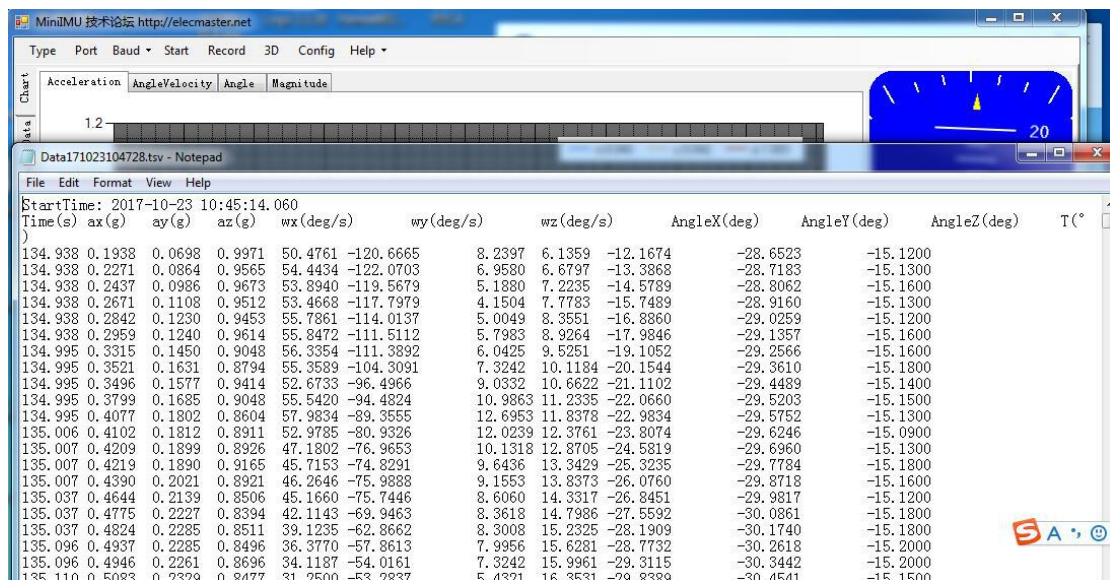 MiniIMU 技术论坛 http://elecmaster.net
Type Port Baud Start Record 3D Config Help
Chart
Data
Acceleration AngleVelocity Angle Magnitude
1.2
20
Data171023104728.tsv - Notepad
File Edit Format View Help
StartTime: 2017-10-23 10:45:14.060
Time(s) ax(g) ay(g) az(g) wx(deg/s) wy(deg/s) wz(deg/s) AngleX(deg) AngleY(deg) AngleZ(deg) T(°
)
134.938 0.1938 0.0698 0.9971 50.4761 -120.6665 8.2397 6.1359 -12.1674 -28.6523 -15.1200
134.938 0.2271 0.0864 0.9565 54.4434 -122.0703 6.9580 6.6797 -13.3868 -28.7183 -15.1300
134.938 0.2437 0.0986 0.9673 53.8940 -119.5679 5.1880 7.2235 -14.5789 -28.8062 -15.1600
134.938 0.2671 0.1108 0.9512 53.4668 -117.7979 4.1504 7.7783 -15.7489 -28.9160 -15.1300
134.938 0.2842 0.1230 0.9453 55.7861 -114.0137 5.0049 8.3551 -16.8860 -29.0259 -15.1200
134.938 0.2959 0.1240 0.9614 55.8472 -111.5112 5.7983 8.9264 -17.9846 -29.1357 -15.1600
134.995 0.3315 0.1450 0.9048 56.3354 -111.3892 6.0425 9.5251 -19.1052 -29.2566 -15.1600
134.995 0.3521 0.1631 0.8794 55.3589 -104.3091 7.3242 10.1184 -20.1544 -29.3610 -15.1800
134.995 0.3496 0.1577 0.9414 52.6733 -96.4966 9.0332 10.6622 -21.1102 -29.4489 -15.1400
134.995 0.3799 0.1685 0.9048 55.5420 -94.4824 10.9863 11.2335 -22.0660 -29.5203 -15.1500
134.995 0.4077 0.1802 0.8604 57.9834 -89.3555 12.6953 11.8378 -22.9834 -29.5752 -15.1300
135.006 0.4102 0.1812 0.8911 52.9785 -80.9326 12.0239 12.3761 -23.8074 -29.6246 -15.0900
135.007 0.4209 0.1899 0.8926 47.1802 -76.9653 10.1318 12.8705 -24.5819 -29.6960 -15.1300
135.007 0.4219 0.1890 0.9165 45.7153 -74.8291 9.6436 13.3429 -25.3235 -29.7784 -15.1800
135.007 0.4390 0.2021 0.8921 46.2646 -75.9888 9.1553 13.8373 -26.0760 -29.8718 -15.1600
135.037 0.4644 0.2139 0.8506 45.1660 -75.7446 8.6060 14.3317 -26.8451 -29.9817 -15.1200
135.037 0.4775 0.2227 0.8394 42.1143 -69.9463 8.3618 14.7986 -27.5592 -30.0861 -15.1800
135.037 0.4824 0.2285 0.8511 39.1235 -62.8662 8.3008 15.2325 -28.1909 -30.1740 -15.1800
135.096 0.4937 0.2285 0.8496 36.3770 -57.8613 7.9956 15.6281 -28.7732 -30.2618 -15.2000
135.096 0.4946 0.2261 0.8696 34.1187 -54.0161 7.3242 15.9961 -29.3115 -30.3442 -15.2000
135.110 0.5083 0.2329 0.8477 31.2500 -53.2837 5.4321 16.3531 -29.8389 -30.4541 -15.1500